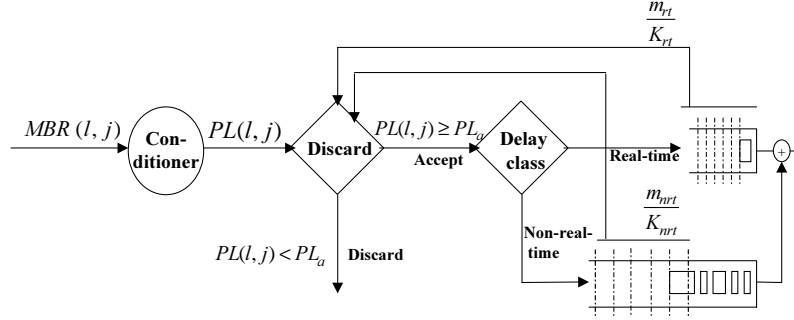 m_rt
K_rt
MBR (l, j)
Con-
ditioner
PL(l, j)
Discard
PL(l, j) ≥ PL_a
Accept
Delay
class
Real-time
+
PL(l, j) < PL_a
Discard
Non-real-
time
m_nrt
K_nrt